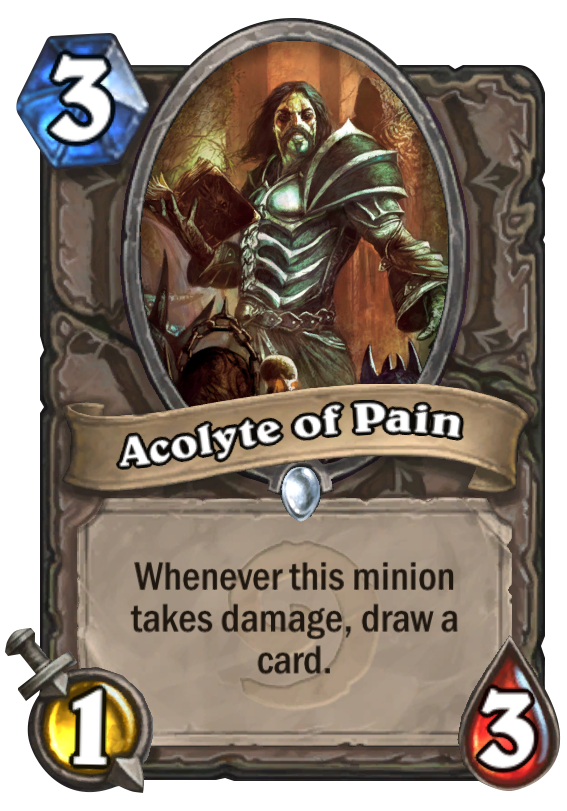 3
Acolyte of Pain
Whenever this minion
takes damage, draw a
card.
1
3